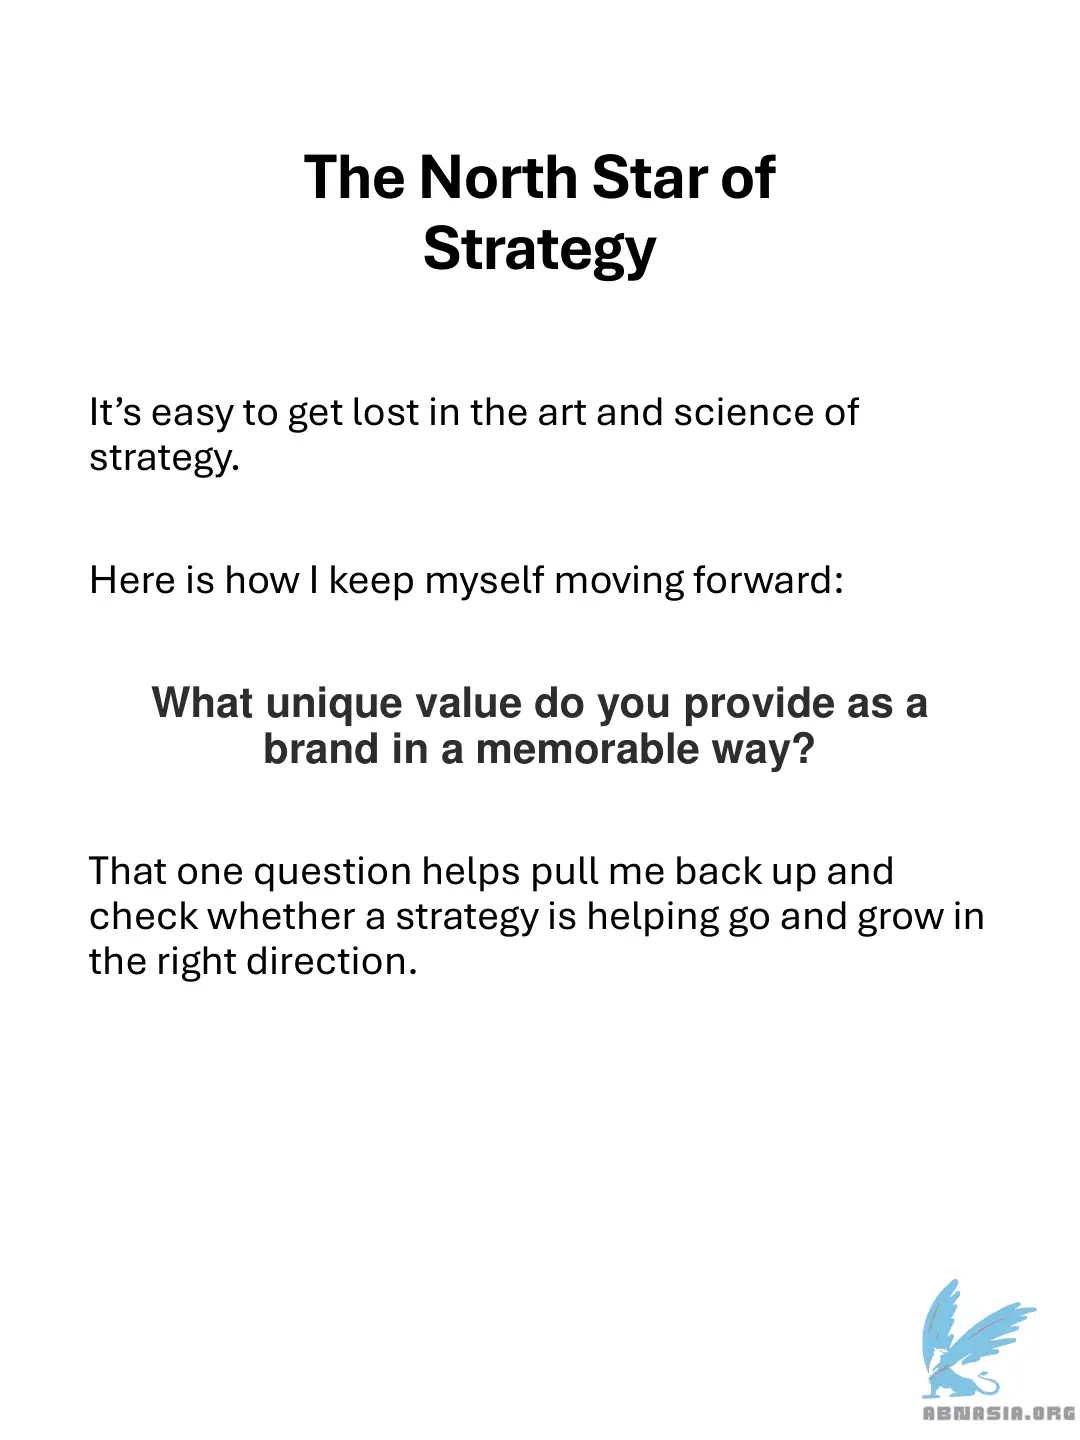 The North Star of
Strategy
It’s easy to get lost in the art and science of
strategy.
Here is how I keep myself moving forward:
What unique value do you provide as a
brand in a memorable way?
That one question helps pull me back up and
check whether a strategy is helping go and grow in
the right direction.
ABNASIA.ORG